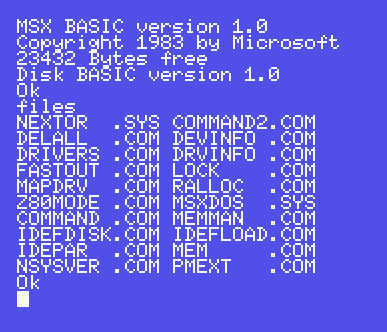 MSX BASIC version 1.0
Copyright 1983 by Microsoft
23432 Bytes free
Disk BASIC version 1.0
Ok
files
NEXTOR  .SYS COMMAND2.COM
DELALL  .COM DEVINFO .COM
DRIVERS .COM DRVINFO .COM
FASTOUT .COM LOCK    .COM
MAPDRV  .COM RALLOC  .COM
Z80MODE .COM MSXDOS  .SYS
COMMAND .COM MEMMAN  .COM
IDEFDISK.COM IDEFLOAD.COM
IDEPAR  .COM MEM     .COM
NSYSVER .COM PMEXT   .COM
Ok